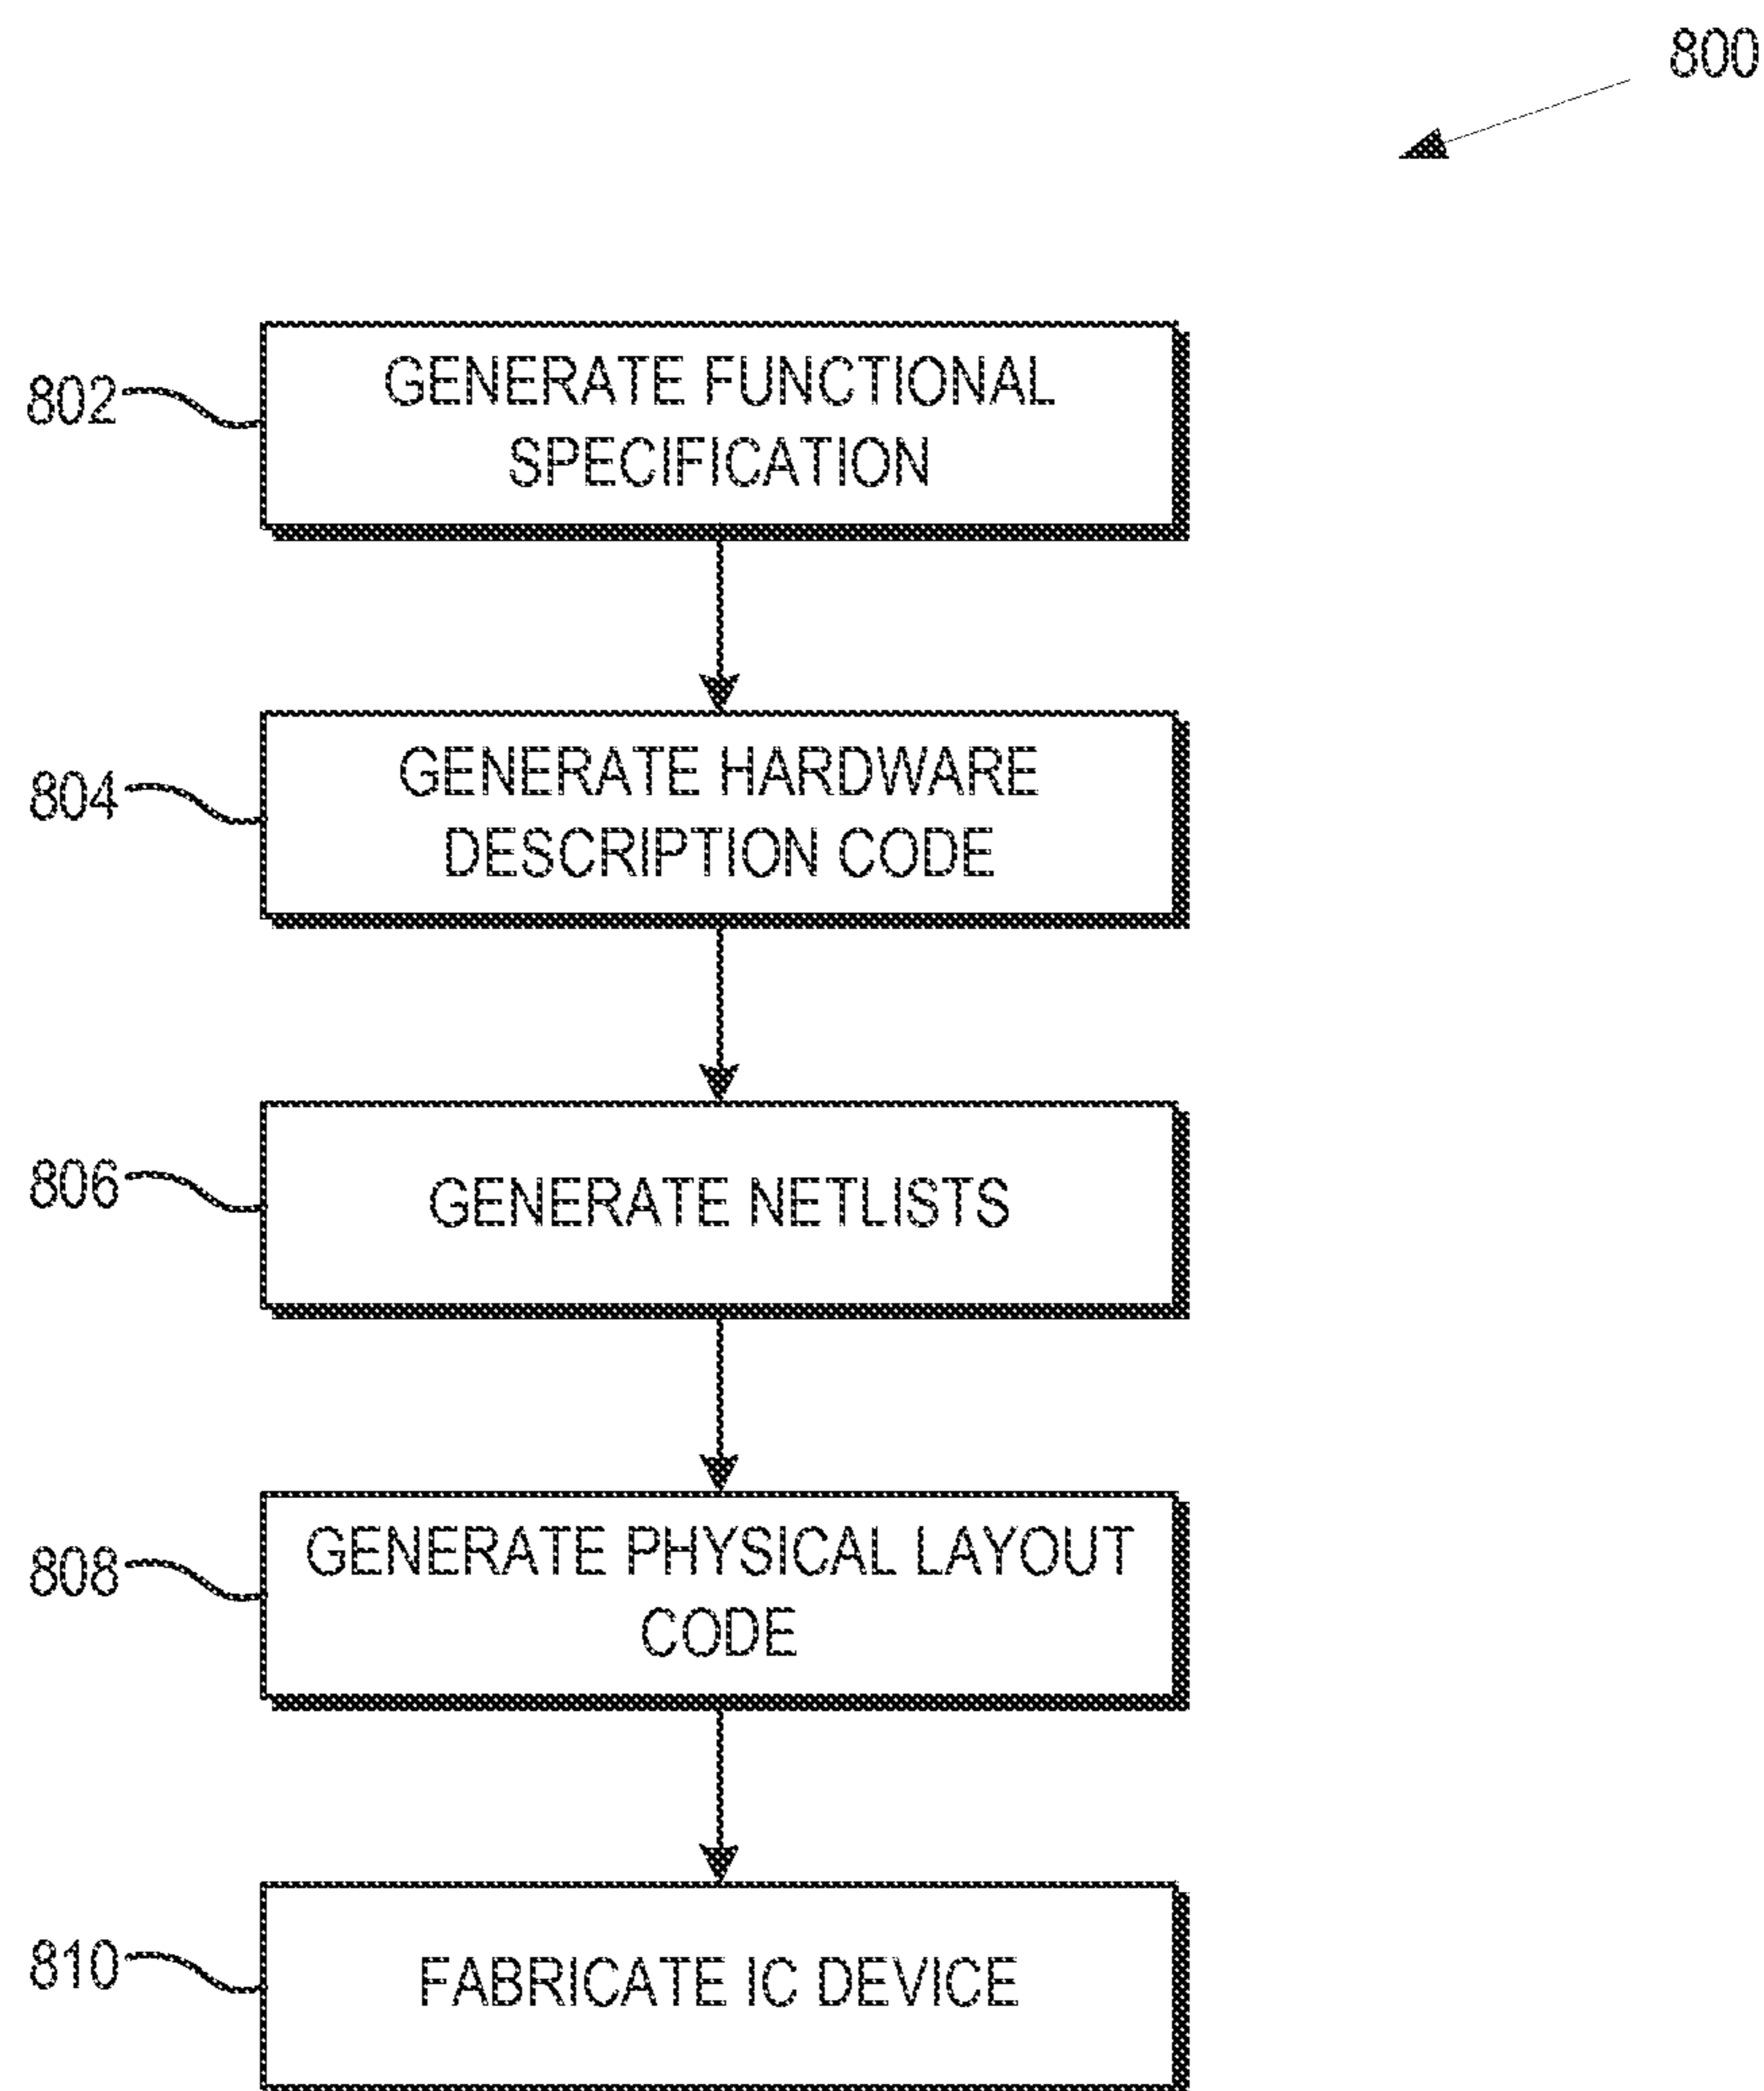 800
802
GENERATE FUNCTIONAL
SPECIFICATION
804
GENERATE HARDWARE
DESCRIPTION CODE
806
GENERATE NETLISTS
808
GENERATE PHYSICAL LAYOUT
CODE
810
FABRICATE IC DEVICE